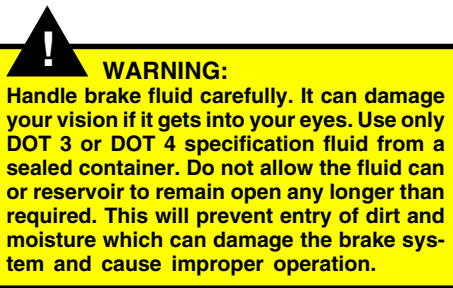 !
WARNING:
Handle brake fluid carefully. It can damage
your vision if it gets into your eyes. Use only
DOT 3 or DOT 4 specification fluid from a
sealed container. Do not allow the fluid can
or reservoir to remain open any longer than
required. This will prevent entry of dirt and
moisture which can damage the brake sys-
tem and cause improper operation.